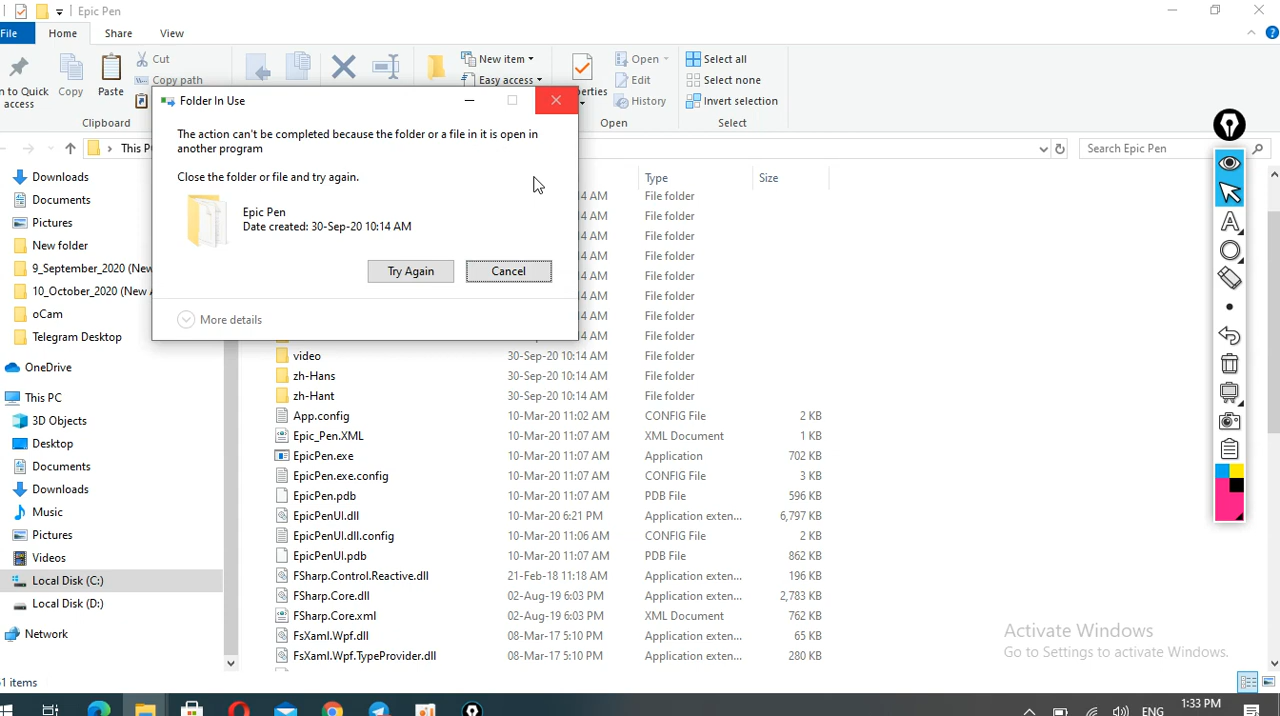 Epic Pen
File Home Share View
n to Quick access
Copy
Paste
Cut
Copy path
New item
Easy access
Open
Edit
History
Select all
Select none
Invert selection
Clipboard Open Select
Folder In Use
The action can't be completed because the folder or a file in it is open in
another program
Close the folder or file and try again.
Epic Pen
Date created: 30-Sep-20 10:14 AM
Try Again Cancel
More details
Search Epic Pen
Type Size
Downloads
Documents
Pictures
New folder
9_September_2020 (New
10_October_2020 (New
oCam
Telegram Desktop
OneDrive
This PC
3D Objects
Desktop
Documents
Downloads
Music
Pictures
Videos
Local Disk (C:)
Local Disk (D:)
Network
4 AM File folder
4 AM File folder
4 AM File folder
4 AM File folder
4 AM File folder
4 AM File folder
4 AM File folder
4 AM File folder
video 30-Sep-20 10:14 AM File folder
zh-Hans 30-Sep-20 10:14 AM File folder
zh-Hant 30-Sep-20 10:14 AM File folder
App.config 10-Mar-20 11:02 AM CONFIG File 2 KB
Epic_Pen.XML 10-Mar-20 11:07 AM XML Document 1 KB
EpicPen.exe 10-Mar-20 11:07 AM Application 702 KB
EpicPen.exe.config 10-Mar-20 11:07 AM CONFIG File 3 KB
EpicPen.pdb 10-Mar-20 11:07 AM PDB File 596 KB
EpicPenUI.dll 10-Mar-20 6:21 PM Application exten... 6,797 KB
EpicPenUI.dll.config 10-Mar-20 11:06 AM CONFIG File 2 KB
EpicPenUI.pdb 10-Mar-20 11:07 AM PDB File 862 KB
FSharp.Control.Reactive.dll 21-Feb-18 11:18 AM Application exten... 196 KB
FSharp.Core.dll 02-Aug-19 6:03 PM Application exten... 2,783 KB
FSharp.Core.xml 02-Aug-19 6:03 PM XML Document 762 KB
FsXaml.Wpf.dll 08-Mar-17 5:10 PM Application exten... 65 KB
FsXaml.Wpf.TypeProvider.dll 08-Mar-17 5:10 PM Application exten... 280 KB
Activate Windows
Go to Settings to activate Windows.
1 items
ENG 1:33 PM